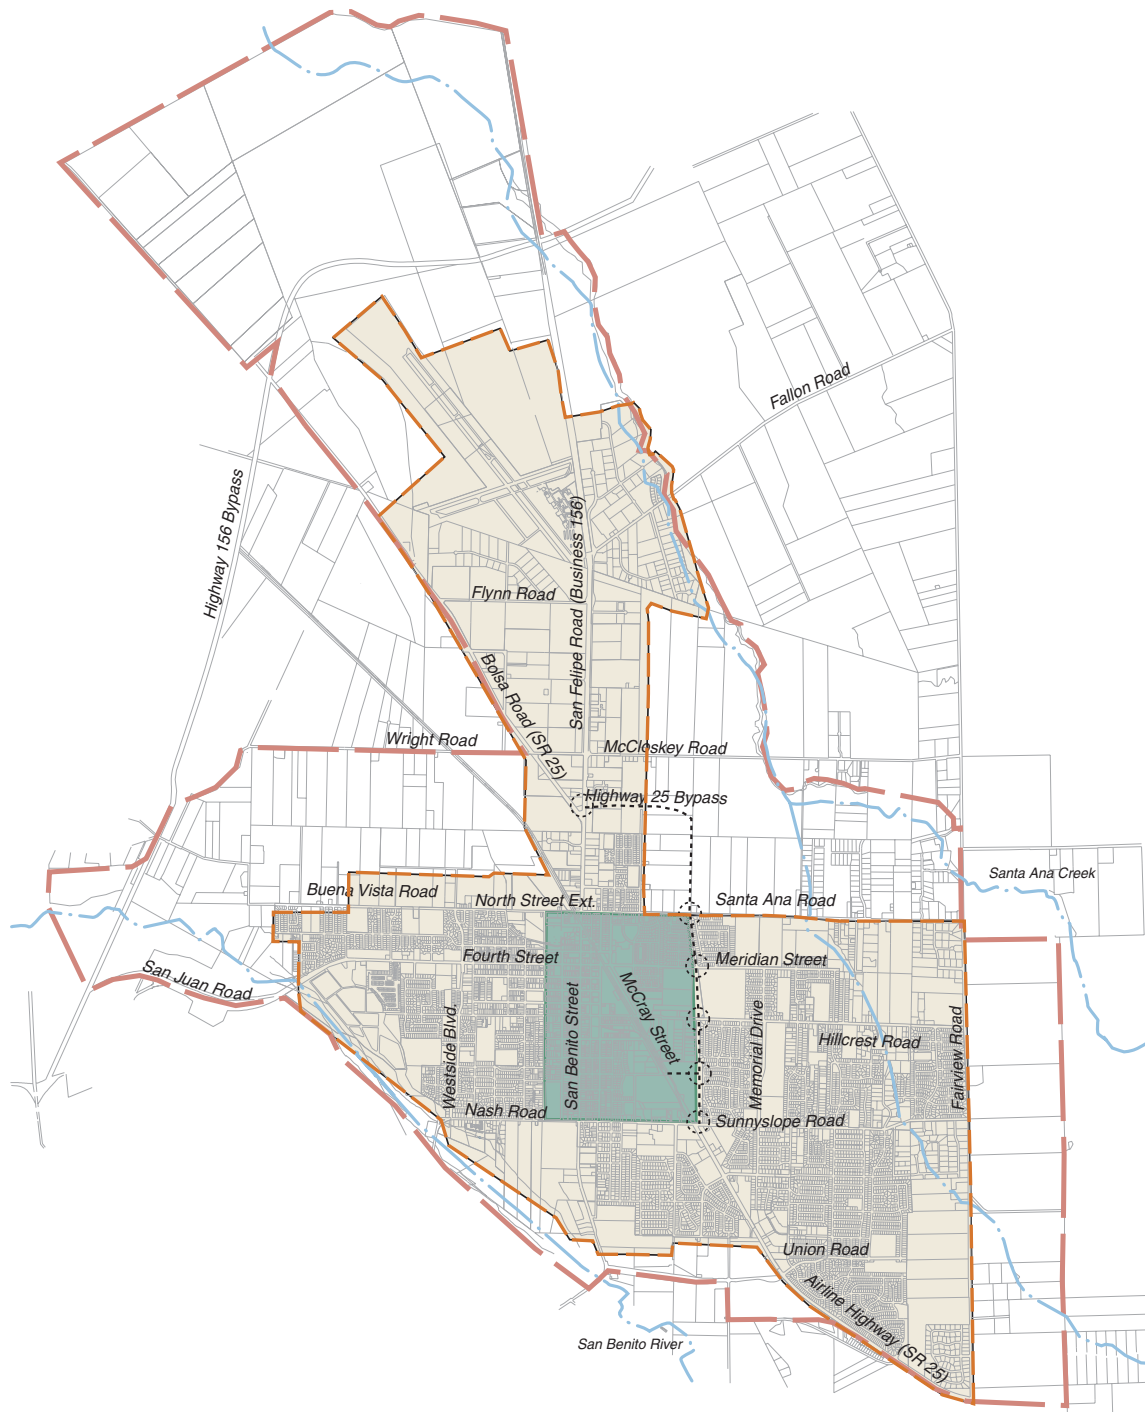 Fallon Road
Highway 156 Bypass
San Felipe Road (Business 156)
Flynn Road
Bolsa Road (SR 25)
Wright Road
McCloskey Road
Highway 25 Bypass
Santa Ana Creek
Buena Vista Road
North Street Ext.
Santa Ana Road
Fourth Street
Meridian Street
San Juan Road
McCray Street
San Benito Street
Westside Blvd.
Memorial Drive
Hillcrest Road
Fairview Road
Nash Road
Sunnyslope Road
Union Road
Airline Highway (SR 25)
San Benito River